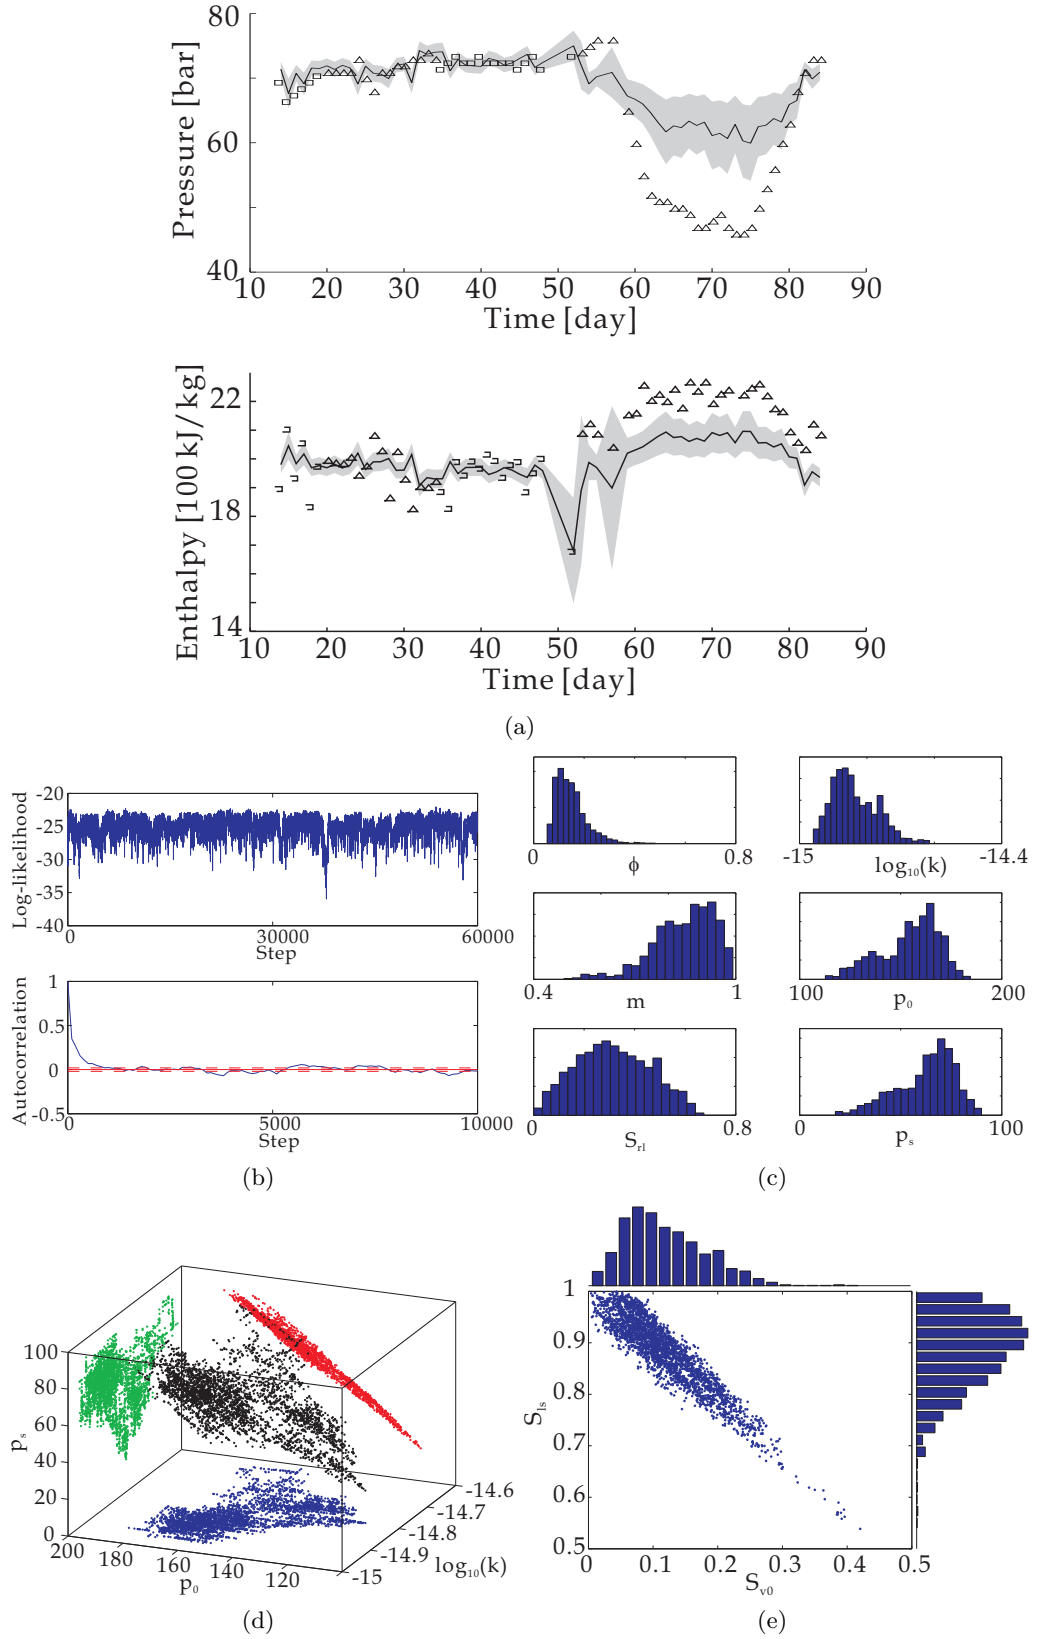 80
60
40
Pressure [bar]
10 20 30 40 50 60 70 80 90
Time [day]
22
18
14
Enthalpy [100 kJ/kg]
10 20 30 40 50 60 70 80 90
Time [day]
(a)
-20
-25
-30
-35
-40
Log-likelihood
0 30000 60000
Step
1
0.5
0
-0.5
Autocorrelation
0 5000 10000
Step
(b)
0 0.8
ϕ
-15 -14.4
log₁₀(k)
0.4 1
m
100 200
p₀
0 0.8
S_rl
0 100
p_s
(c)
100
80
60
40
20
0
p_s
200 180 160 140 120
p₀
-15 -14.9 -14.8 -14.7 -14.6
log₁₀(k)
(d)
1
0.9
0.8
0.7
0.6
0.5
S_ls
0 0.1 0.2 0.3 0.4 0.5
S_v0
(e)